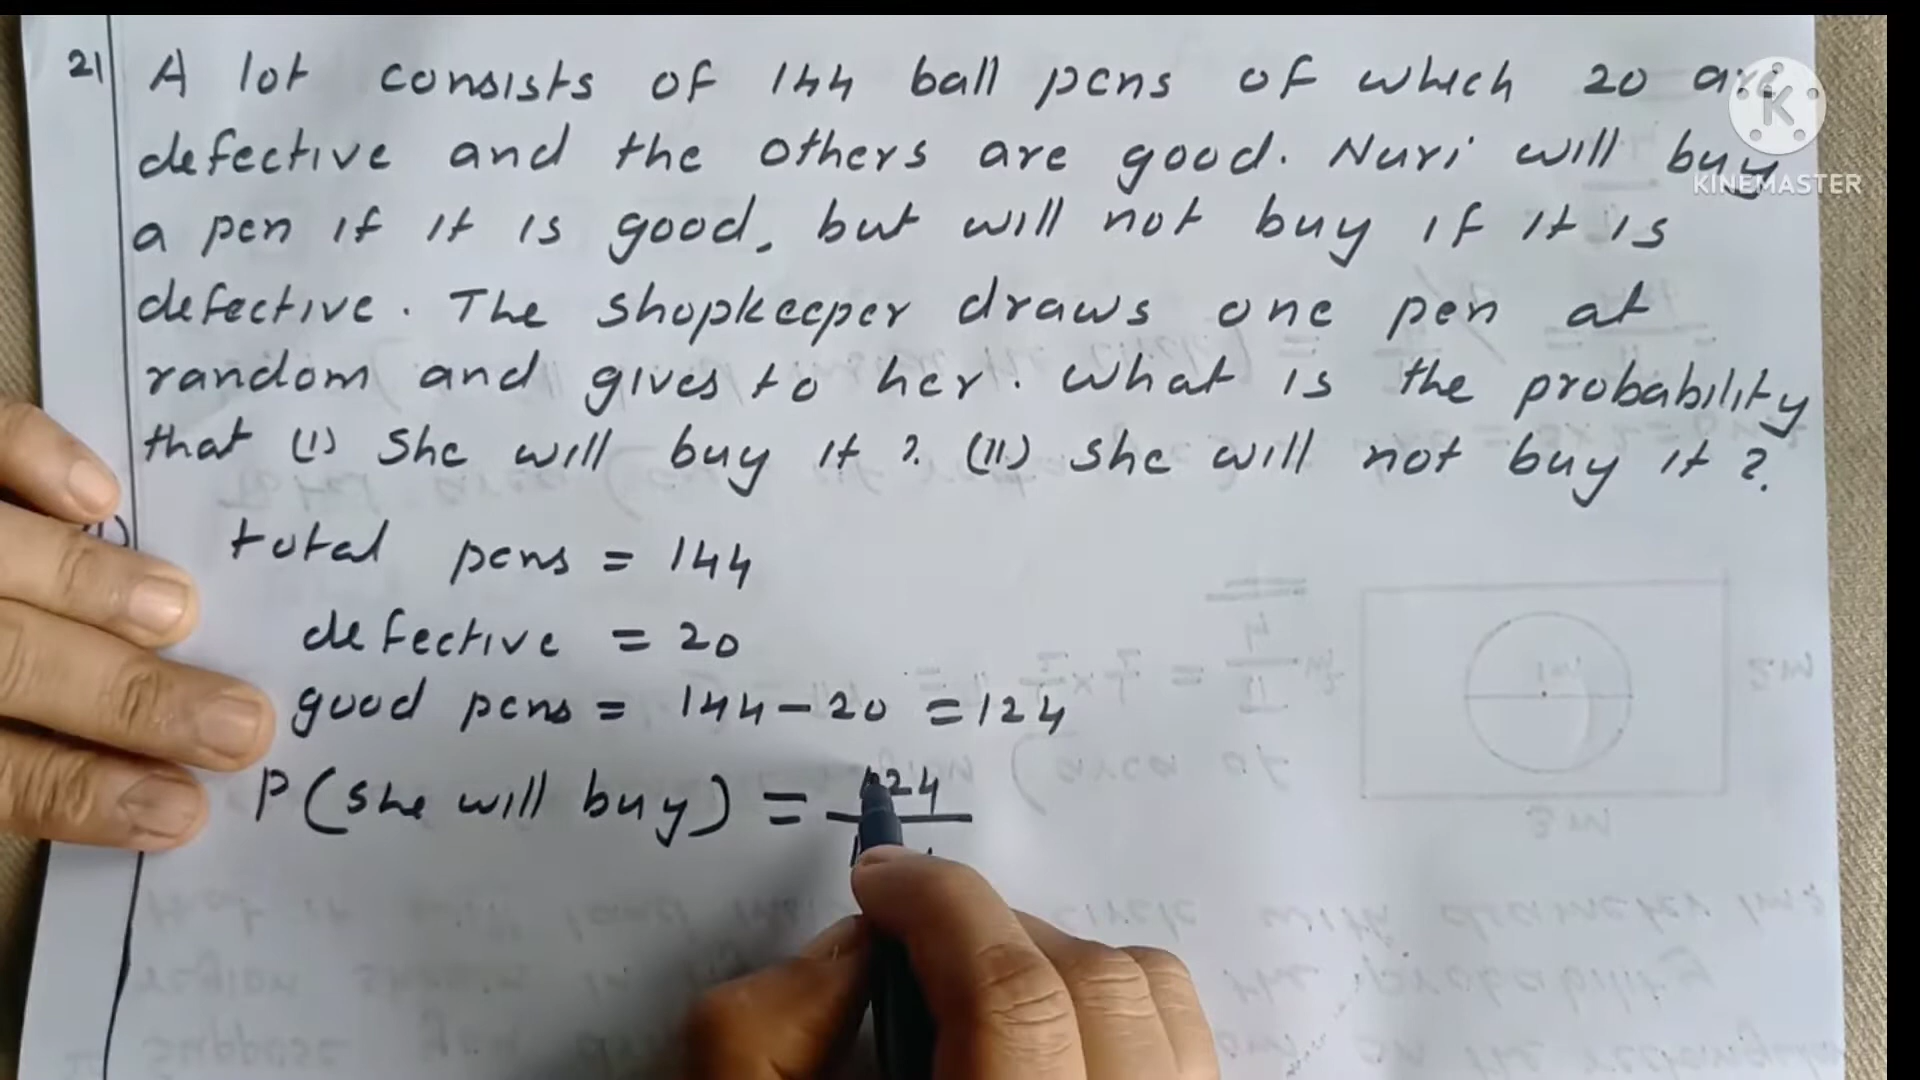 21 A lot consists of 144 ball pens of which 20 are
defective and the others are good. Nuri will buy
a pen if it is good, but will not buy if it is
defective. The shopkeeper draws one pen at
random and gives to her. What is the probability
that (I) She will buy it ? (II) She will not buy it ?
total pens = 144
defective = 20
good pens = 144 - 20 = 124
P(she will buy) = 124
K
KINEMASTER